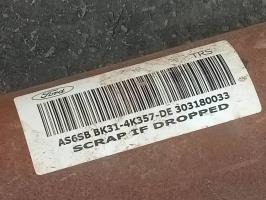 Ford
TRS
AS6SB BK31-4K357-DE 303180033
SCRAP IF DROPPED